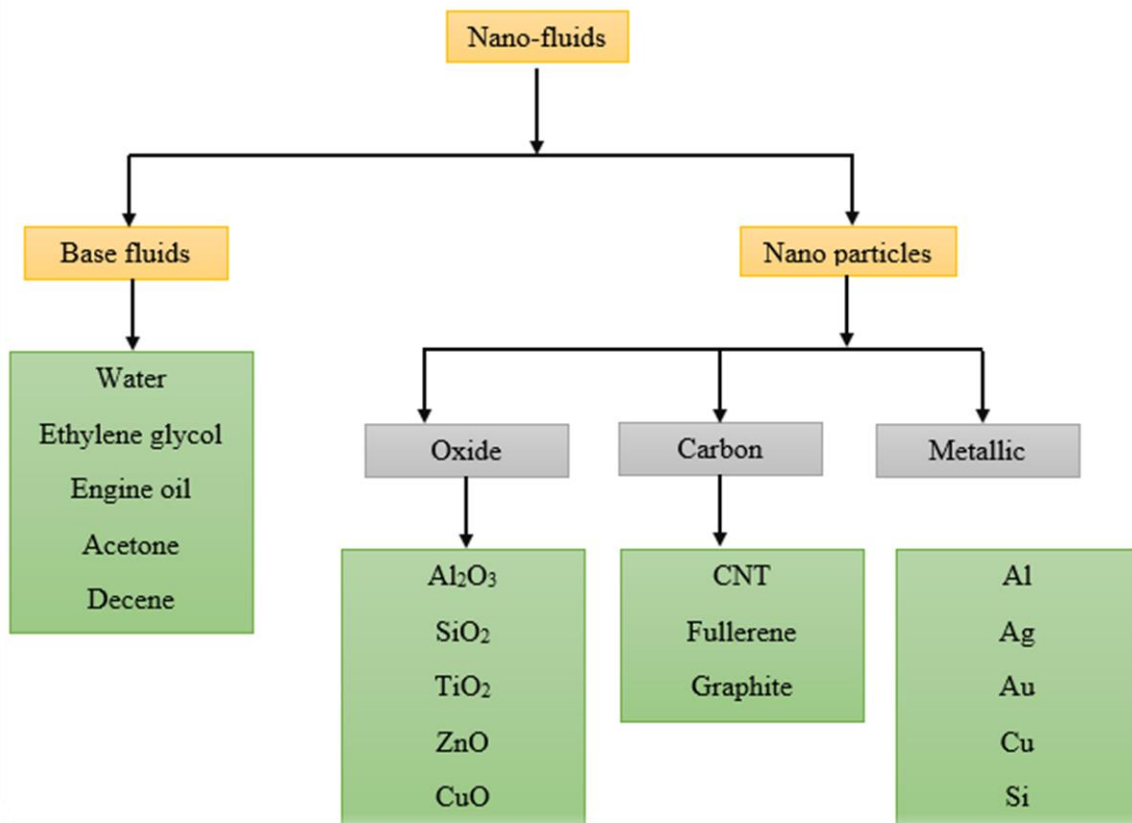 Nano-fluids
Base fluids
Nano particles
Water
Ethylene glycol
Engine oil
Acetone
Decene
Oxide
Carbon
Metallic
Al₂O₃
SiO₂
TiO₂
ZnO
CuO
CNT
Fullerene
Graphite
Al
Ag
Au
Cu
Si